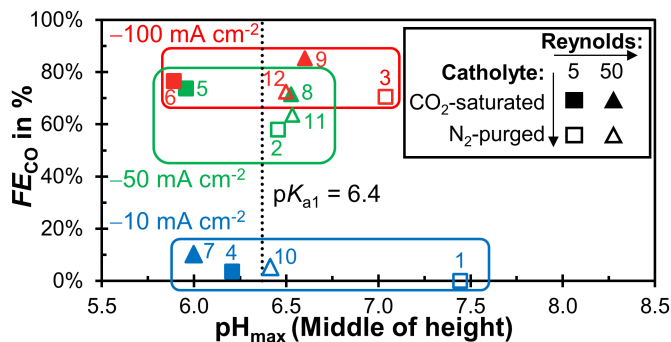 100%
80%
60%
40%
20%
0%
FE_CO in %
−100 mA cm⁻²
9
12
3
6
5
8
11
2
−50 mA cm⁻²
pK_a1 = 6.4
−10 mA cm⁻²
7
4
10
1
Reynolds:
Catholyte: 5 50
CO₂-saturated
N₂-purged
5.5 6.0 6.5 7.0 7.5 8.0 8.5
pH_max (Middle of height)